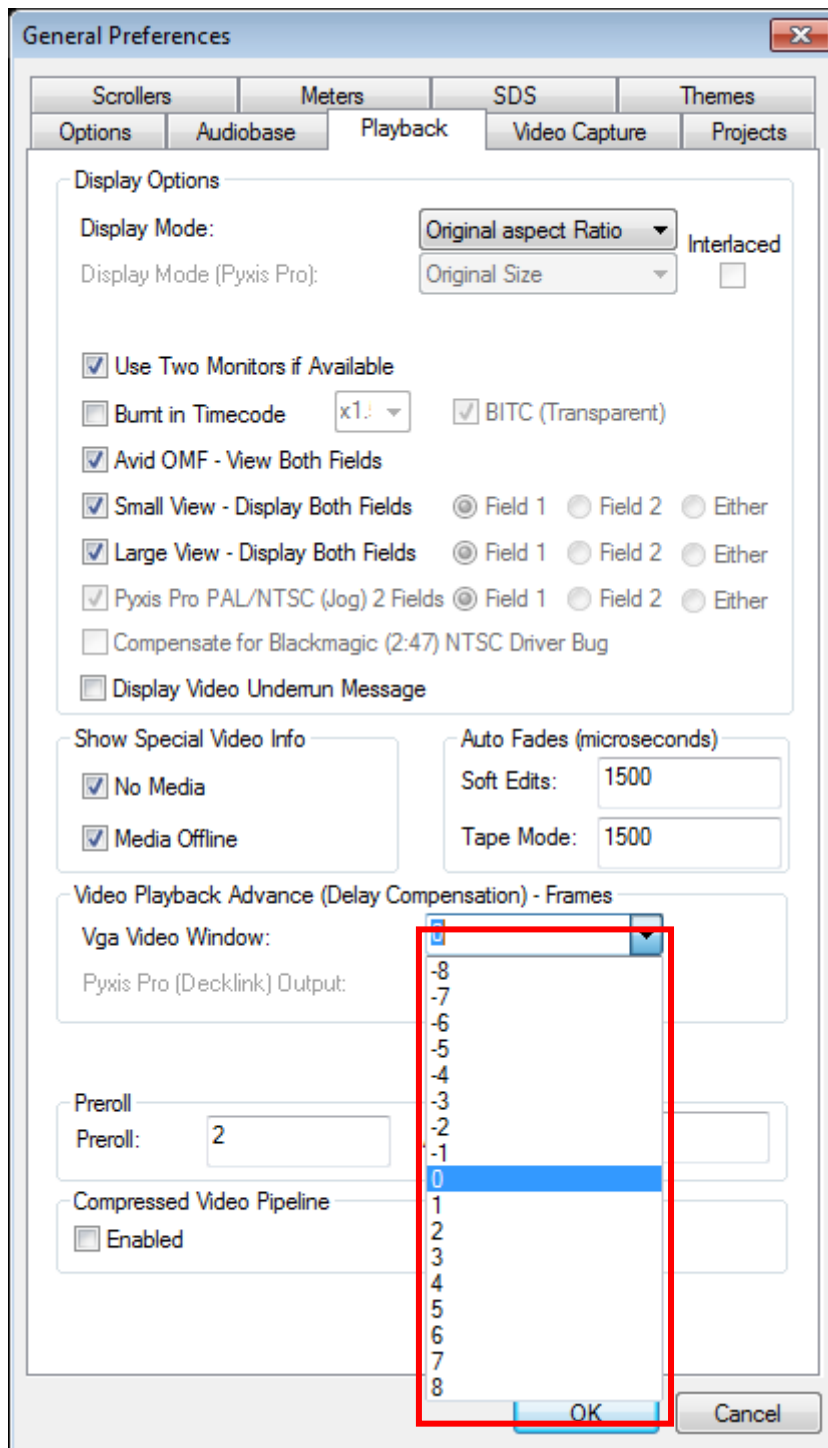 General Preferences
Scrollers Meters SDS Themes
Options Audiobase Playback Video Capture Projects
Display Options
Display Mode: Original aspect Ratio Interlaced
Display Mode (Pyxis Pro): Original Size
Use Two Monitors if Available
Burnt in Timecode x1. BITC (Transparent)
Avid OMF - View Both Fields
Small View - Display Both Fields Field 1 Field 2 Either
Large View - Display Both Fields Field 1 Field 2 Either
Pyxis Pro PAL/NTSC (Jog) 2 Fields Field 1 Field 2 Either
Compensate for Blackmagic (2:47) NTSC Driver Bug
Display Video Underrun Message
Show Special Video Info
No Media
Media Offline
Auto Fades (microseconds)
Soft Edits: 1500
Tape Mode: 1500
Video Playback Advance (Delay Compensation) - Frames
Vga Video Window: 0
Pyxis Pro (Decklink) Output:
-8
-7
-6
-5
-4
-3
-2
-1
0
1
2
3
4
5
6
7
8
Preroll
Preroll: 2
Compressed Video Pipeline
Enabled
OK Cancel